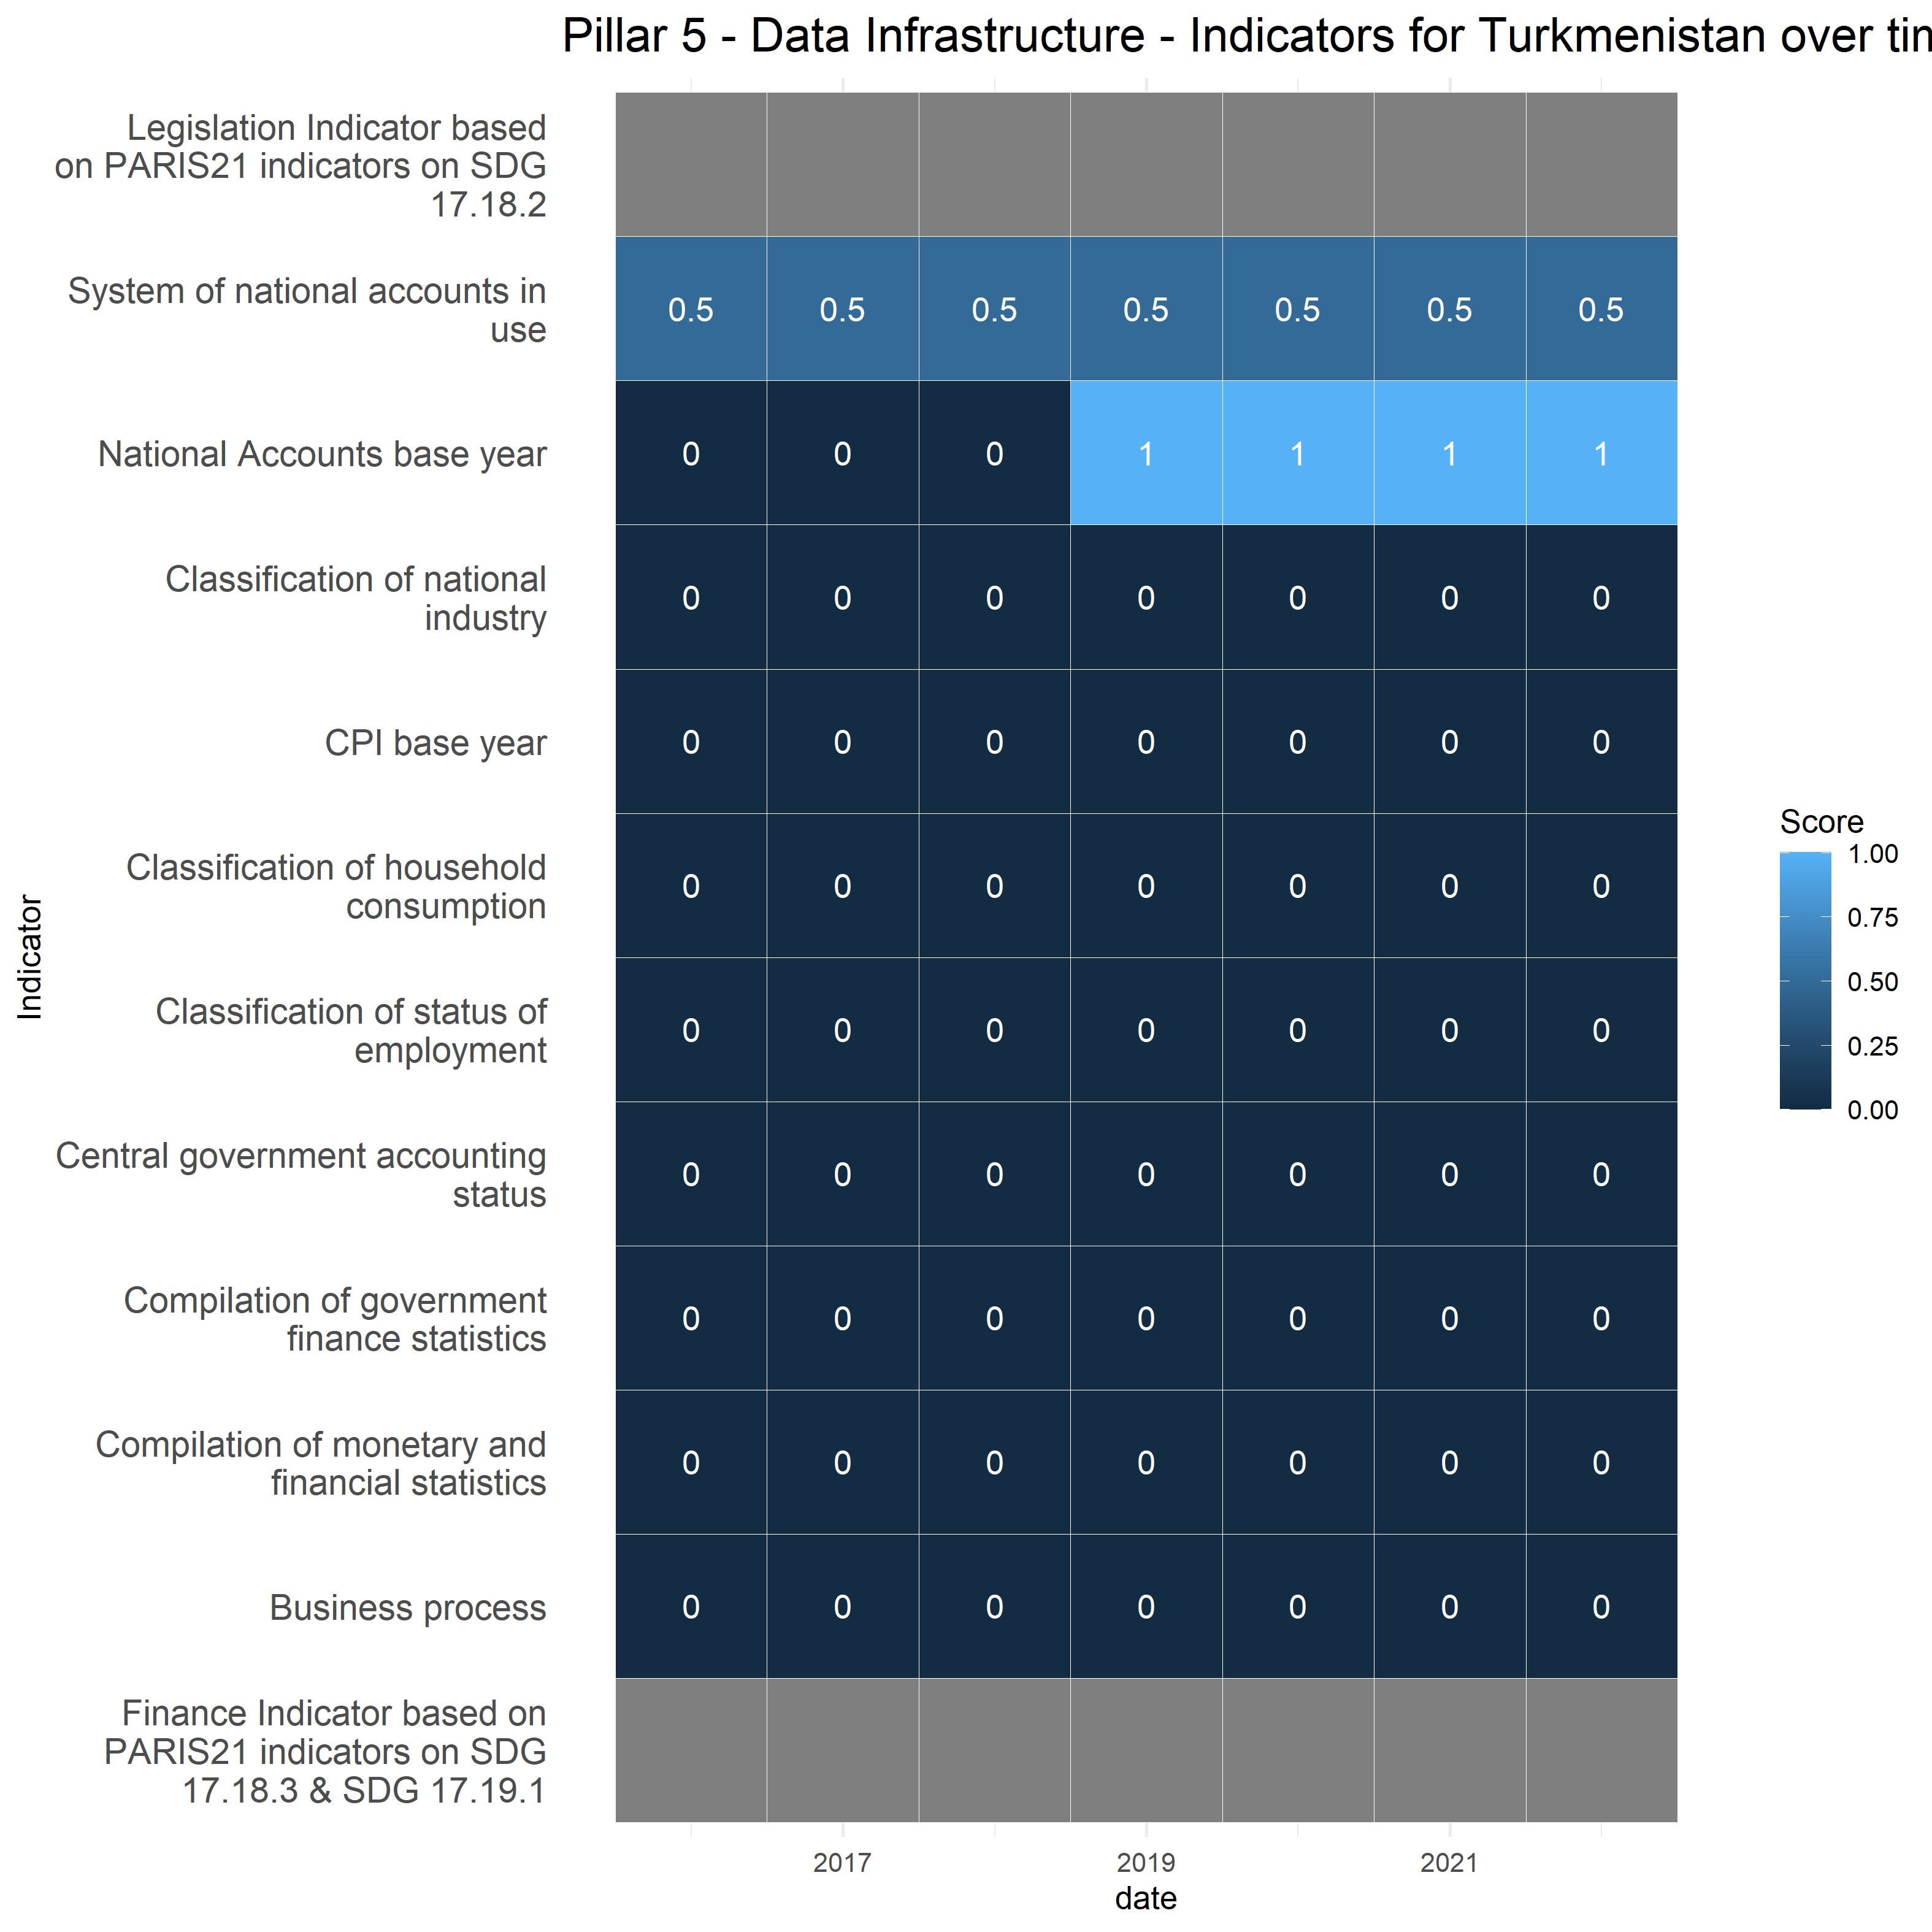 Pillar 5 - Data Infrastructure - Indicators for Turkmenistan over tin
Legislation Indicator based
on PARIS21 indicators on SDG
17.18.2
System of national accounts in
use
0.5 0.5 0.5 0.5 0.5 0.5 0.5
National Accounts base year
0 0 0 1 1 1 1
Classification of national
industry
0 0 0 0 0 0 0
CPI base year
0 0 0 0 0 0 0
Classification of household
consumption
0 0 0 0 0 0 0
Classification of status of
employment
0 0 0 0 0 0 0
Central government accounting
status
0 0 0 0 0 0 0
Compilation of government
finance statistics
0 0 0 0 0 0 0
Compilation of monetary and
financial statistics
0 0 0 0 0 0 0
Business process
0 0 0 0 0 0 0
Finance Indicator based on
PARIS21 indicators on SDG
17.18.3 & SDG 17.19.1
2017 2019 2021
date
Indicator
Score
1.00
0.75
0.50
0.25
0.00